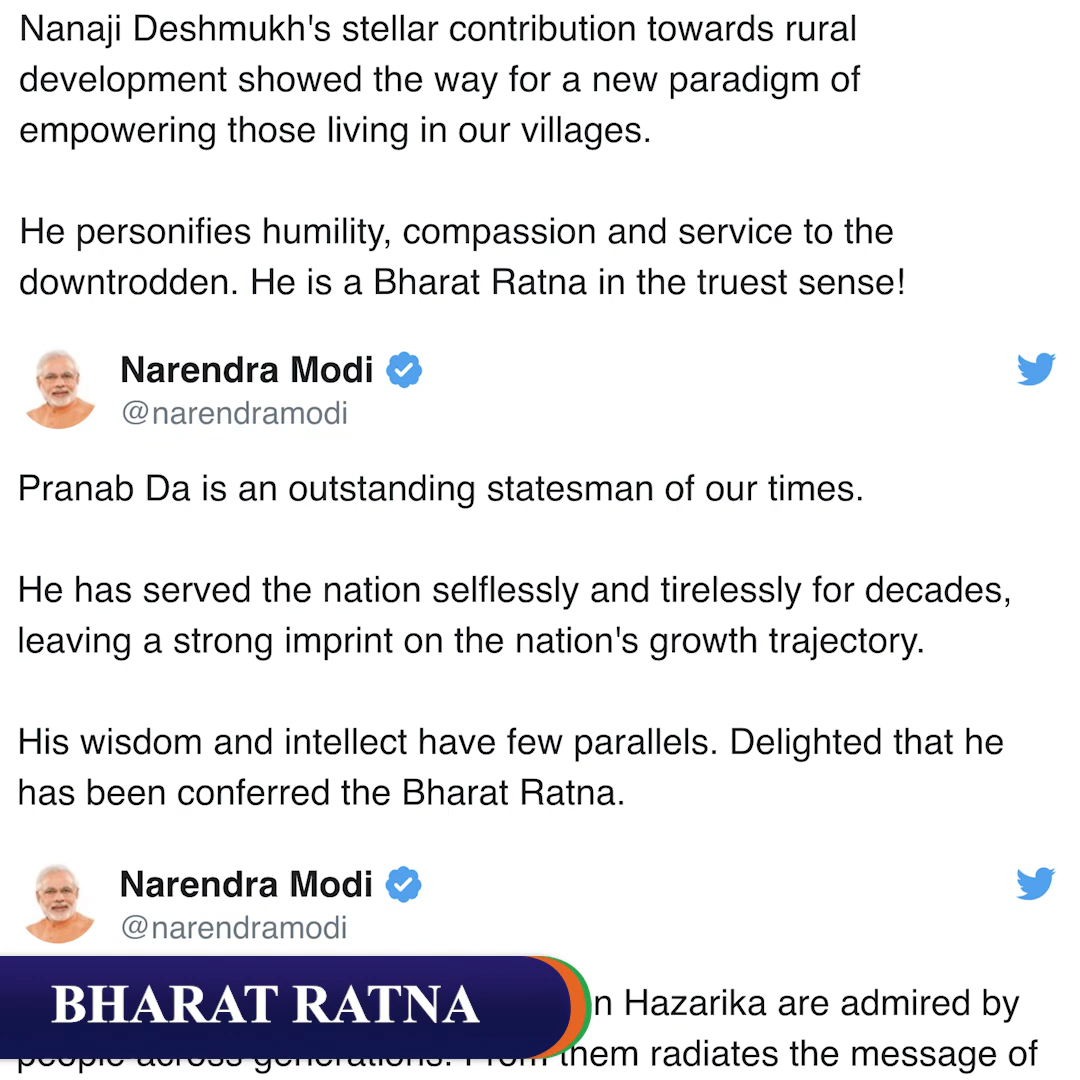 Nanaji Deshmukh's stellar contribution towards rural
development showed the way for a new paradigm of
empowering those living in our villages.
He personifies humility, compassion and service to the
downtrodden. He is a Bharat Ratna in the truest sense!
Narendra Modi
@narendramodi
Pranab Da is an outstanding statesman of our times.
He has served the nation selflessly and tirelessly for decades,
leaving a strong imprint on the nation's growth trajectory.
His wisdom and intellect have few parallels. Delighted that he
has been conferred the Bharat Ratna.
Narendra Modi
@narendramodi
BHARAT RATNA
Hazarika are admired by
people across generations. From them radiates the message of